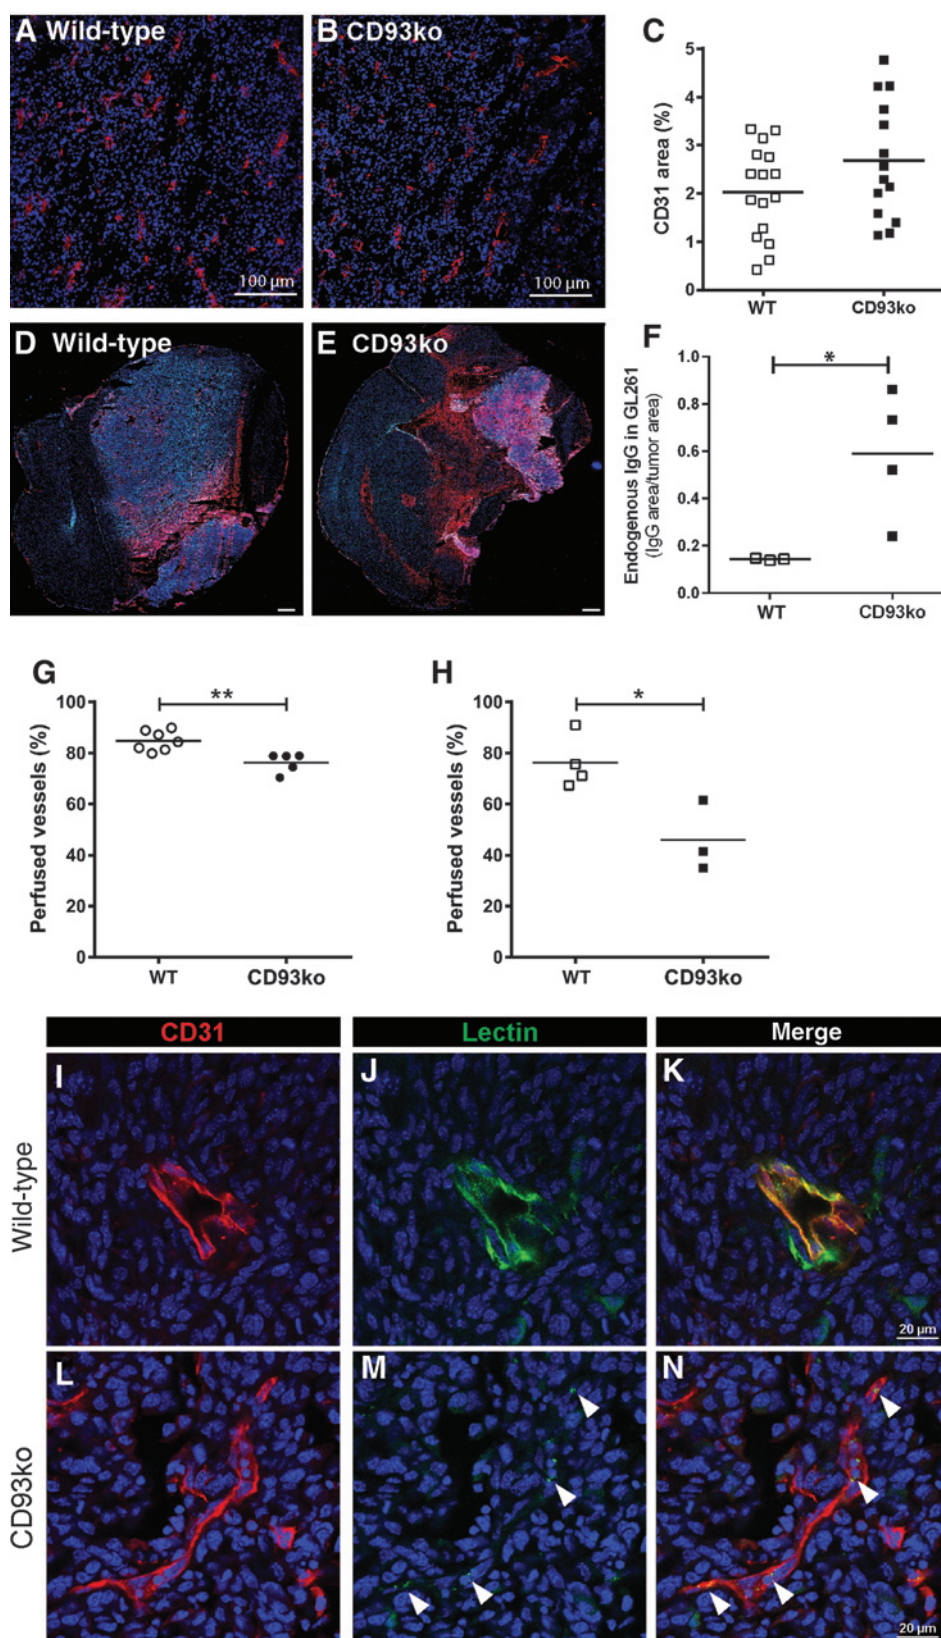 A Wild-type
B CD93ko
100 µm
100 µm
C
CD31 area (%)
5
4
3
2
1
0
WT
CD93ko
D Wild-type
E CD93ko
F
Endogenous IgG in GL261
(IgG area/tumor area)
1.0
0.8
0.6
0.4
0.2
0.0
*
WT
CD93ko
G
Perfused vessels (%)
100
80
60
40
20
0
**
WT
CD93ko
H
Perfused vessels (%)
100
80
60
40
20
0
*
WT
CD93ko
CD31
Lectin
Merge
Wild-type
I
J
K
20 µm
CD93ko
L
M
N
20 µm